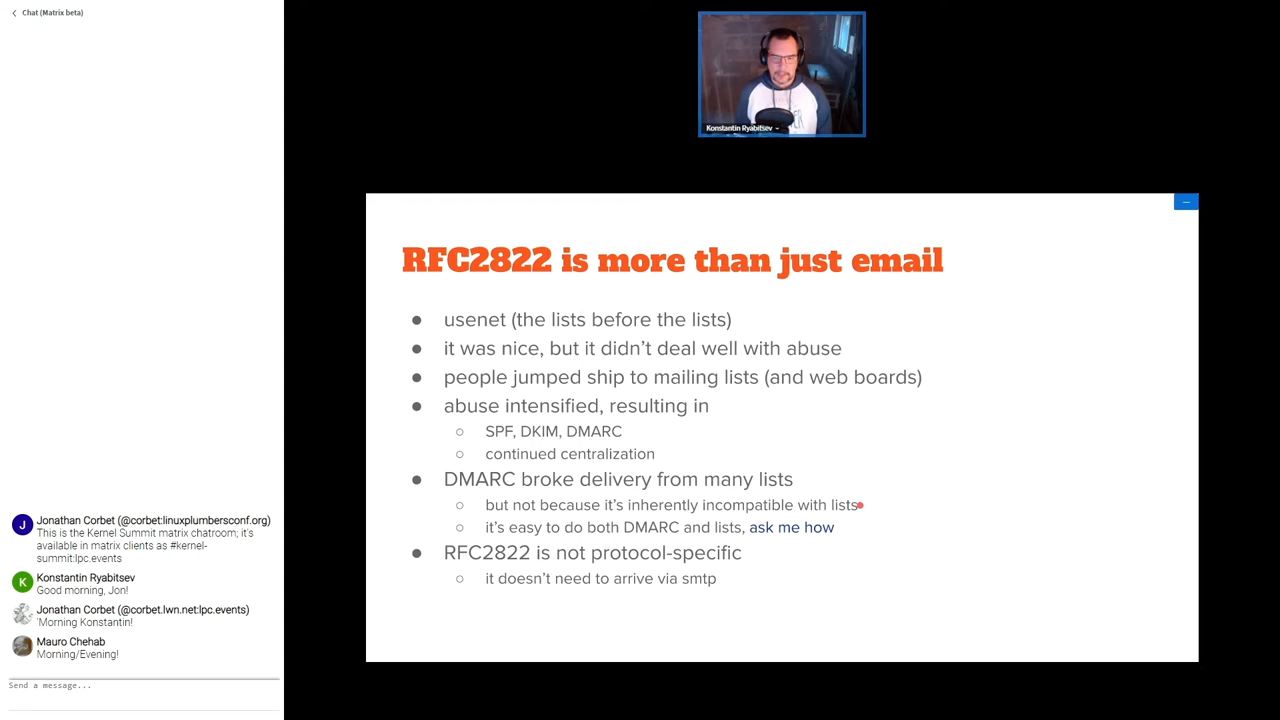 Chat (Matrix beta)
Jonathan Corbet (@corbet:linuxplumbersconf.org)
This is the Kernel Summit matrix chatroom; it's
available in matrix clients as #kernel-
summit:lpc.events
K
Konstantin Ryabitsev
Good morning, Jon!
Jonathan Corbet (@corbet.lwn.net:lpc.events)
'Morning Konstantin!
Mauro Chehab
Morning/Evening!
Send a message...
Konstantin Ryabitsev
RFC2822 is more than just email
usenet (the lists before the lists)
it was nice, but it didn't deal well with abuse
people jumped ship to mailing lists (and web boards)
abuse intensified, resulting in
SPF, DKIM, DMARC
continued centralization
DMARC broke delivery from many lists
but not because it's inherently incompatible with lists
it's easy to do both DMARC and lists, ask me how
RFC2822 is not protocol-specific
it doesn't need to arrive via smtp